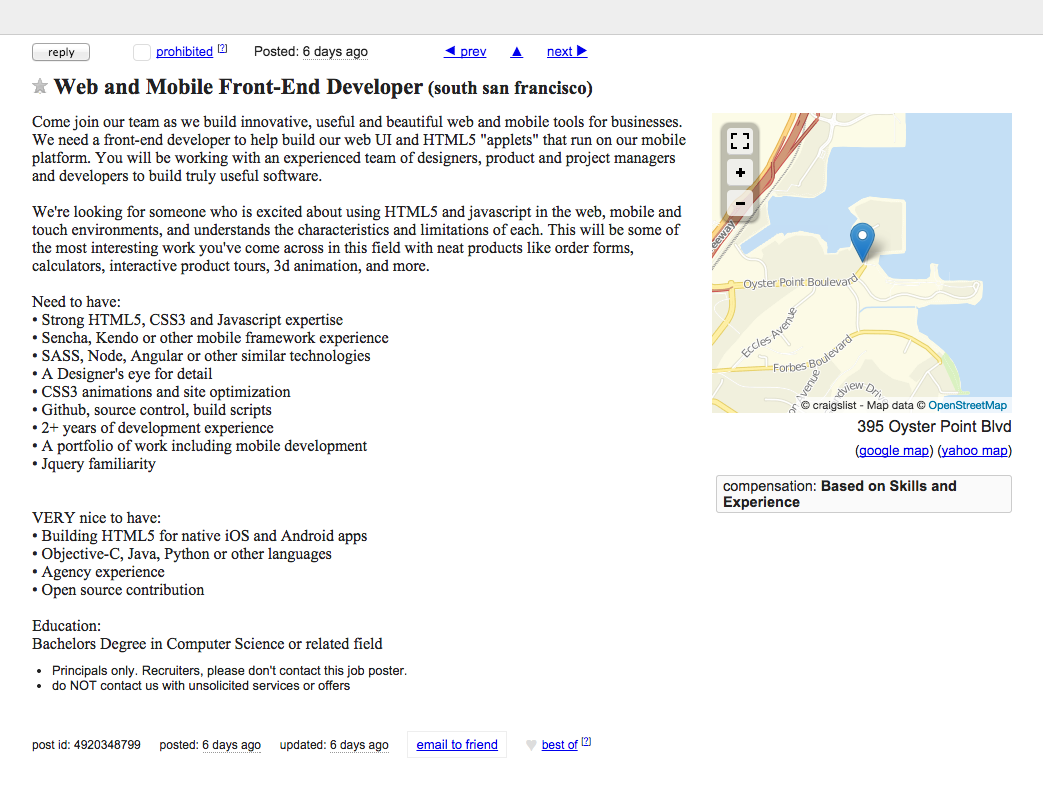 reply prohibited [?] Posted: 6 days ago ◀ prev ▲ next ▶
★ Web and Mobile Front-End Developer (south san francisco)
Come join our team as we build innovative, useful and beautiful web and mobile tools for businesses.
We need a front-end developer to help build our web UI and HTML5 "applets" that run on our mobile
platform. You will be working with an experienced team of designers, product and project managers
and developers to build truly useful software.
We're looking for someone who is excited about using HTML5 and javascript in the web, mobile and
touch environments, and understands the characteristics and limitations of each. This will be some of
the most interesting work you've come across in this field with neat products like order forms,
calculators, interactive product tours, 3d animation, and more.
Need to have:
• Strong HTML5, CSS3 and Javascript expertise
• Sencha, Kendo or other mobile framework experience
• SASS, Node, Angular or other similar technologies
• A Designer's eye for detail
• CSS3 animations and site optimization
• Github, source control, build scripts
• 2+ years of development experience
• A portfolio of work including mobile development
• Jquery familiarity
VERY nice to have:
• Building HTML5 for native iOS and Android apps
• Objective-C, Java, Python or other languages
• Agency experience
• Open source contribution
Education:
Bachelors Degree in Computer Science or related field
• Principals only. Recruiters, please don't contact this job poster.
• do NOT contact us with unsolicited services or offers
+
−
eeway
Oyster Point Boulevard
Eccles Avenue
Forbes Boulevard
on Avenue
ndview Driv
© craigslist - Map data © OpenStreetMap
395 Oyster Point Blvd
(google map) (yahoo map)
compensation: Based on Skills and
Experience
post id: 4920348799 posted: 6 days ago updated: 6 days ago email to friend ♥ best of [?]